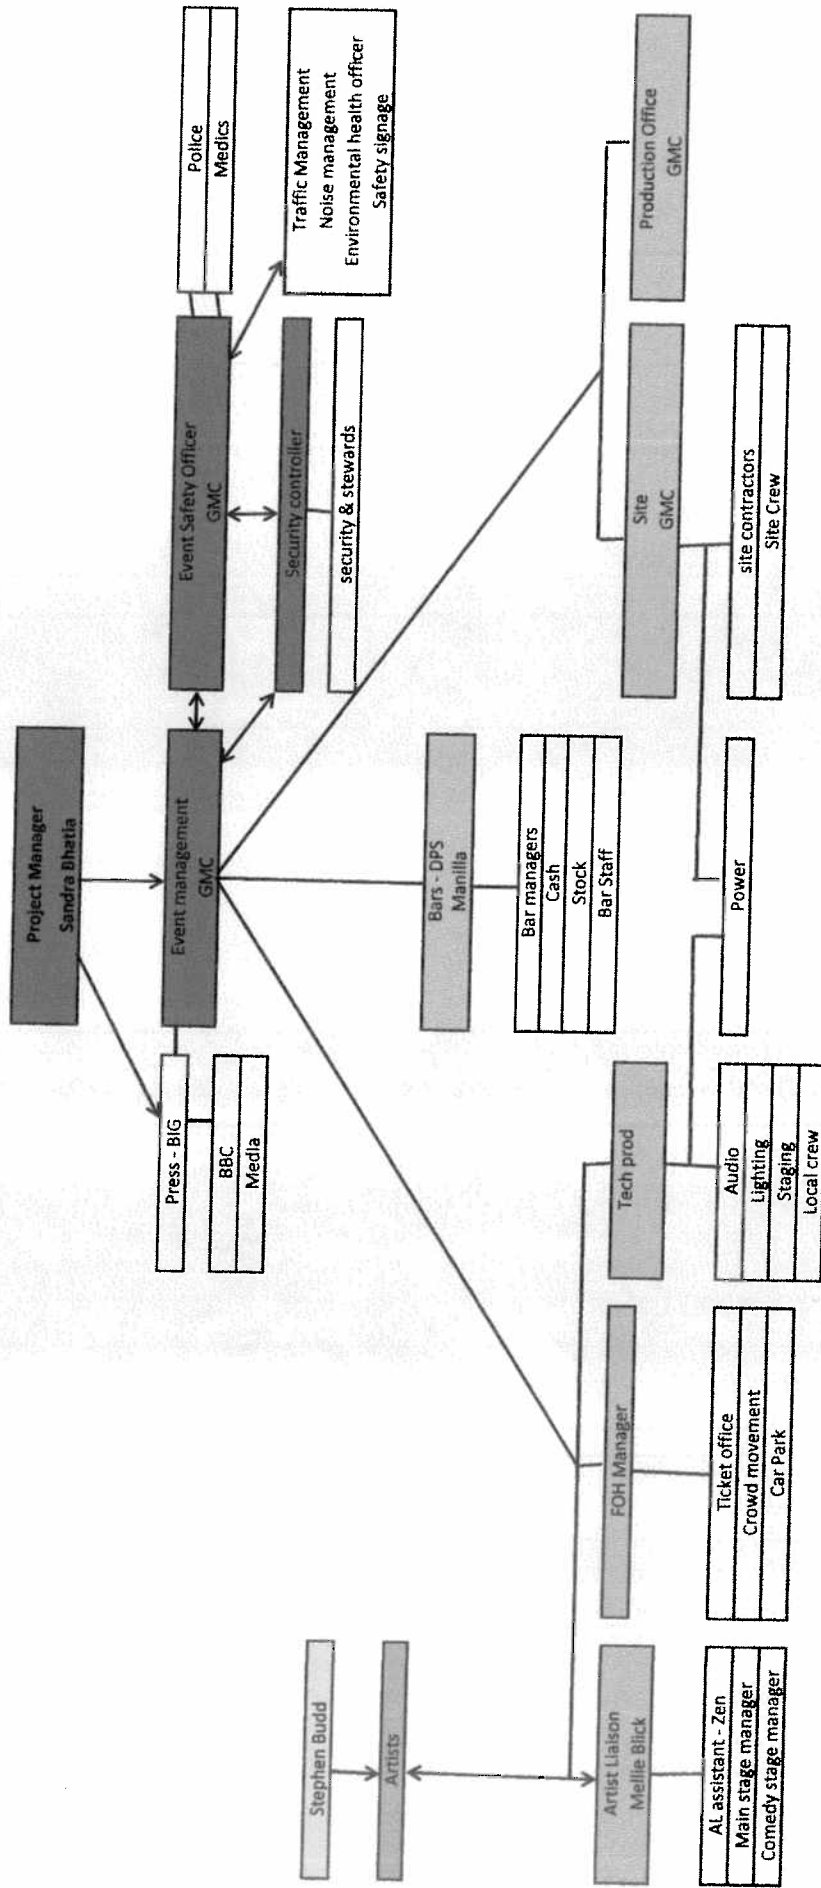 Project Manager
Sandra Bhatia
Press - BIG
BBC
Media
Event management
GMC
Event Safety Officer
GMC
Police
Medics
Security controller
security & stewards
Traffic Management
Noise management
Environmental health officer
Safety signage
Stephen Budd
Artists
Bars - DPS
Manilla
Bar managers
Cash
Stock
Bar Staff
Artist Liaison
Mellie Blick
AL assistant - Zen
Main stage manager
Comedy stage manager
FOH Manager
Ticket office
Crowd movement
Car Park
Tech prod
Audio
Lighting
Staging
Local crew
Power
Site
GMC
site contractors
Site Crew
Production Office
GMC